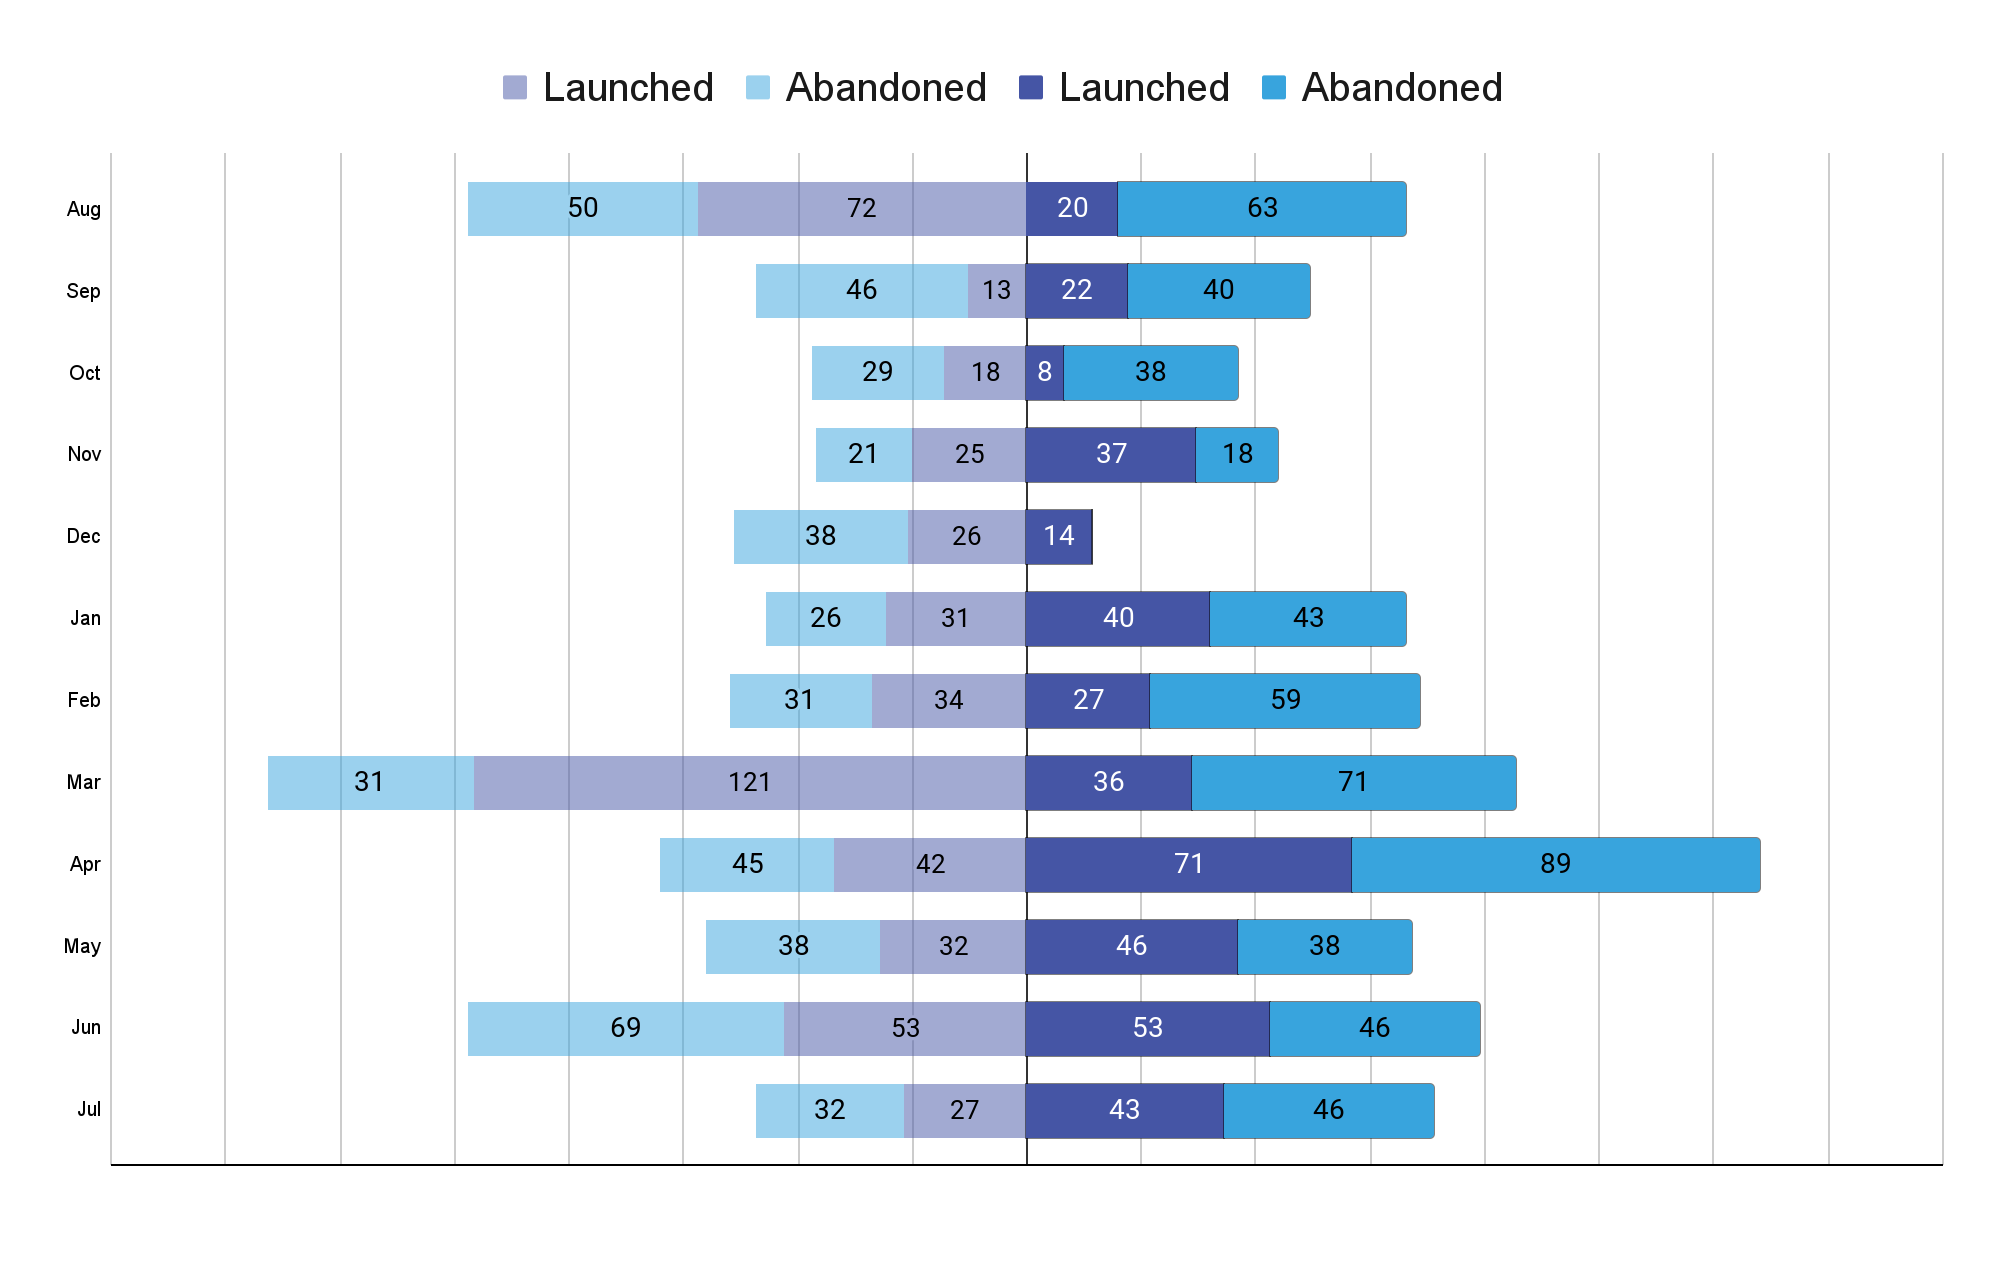 Launched Abandoned Launched Abandoned
Aug 50 72 20 63
Sep 46 13 22 40
Oct 29 18 8 38
Nov 21 25 37 18
Dec 38 26 14
Jan 26 31 40 43
Feb 31 34 27 59
Mar 31 121 36 71
Apr 45 42 71 89
May 38 32 46 38
Jun 69 53 53 46
Jul 32 27 43 46